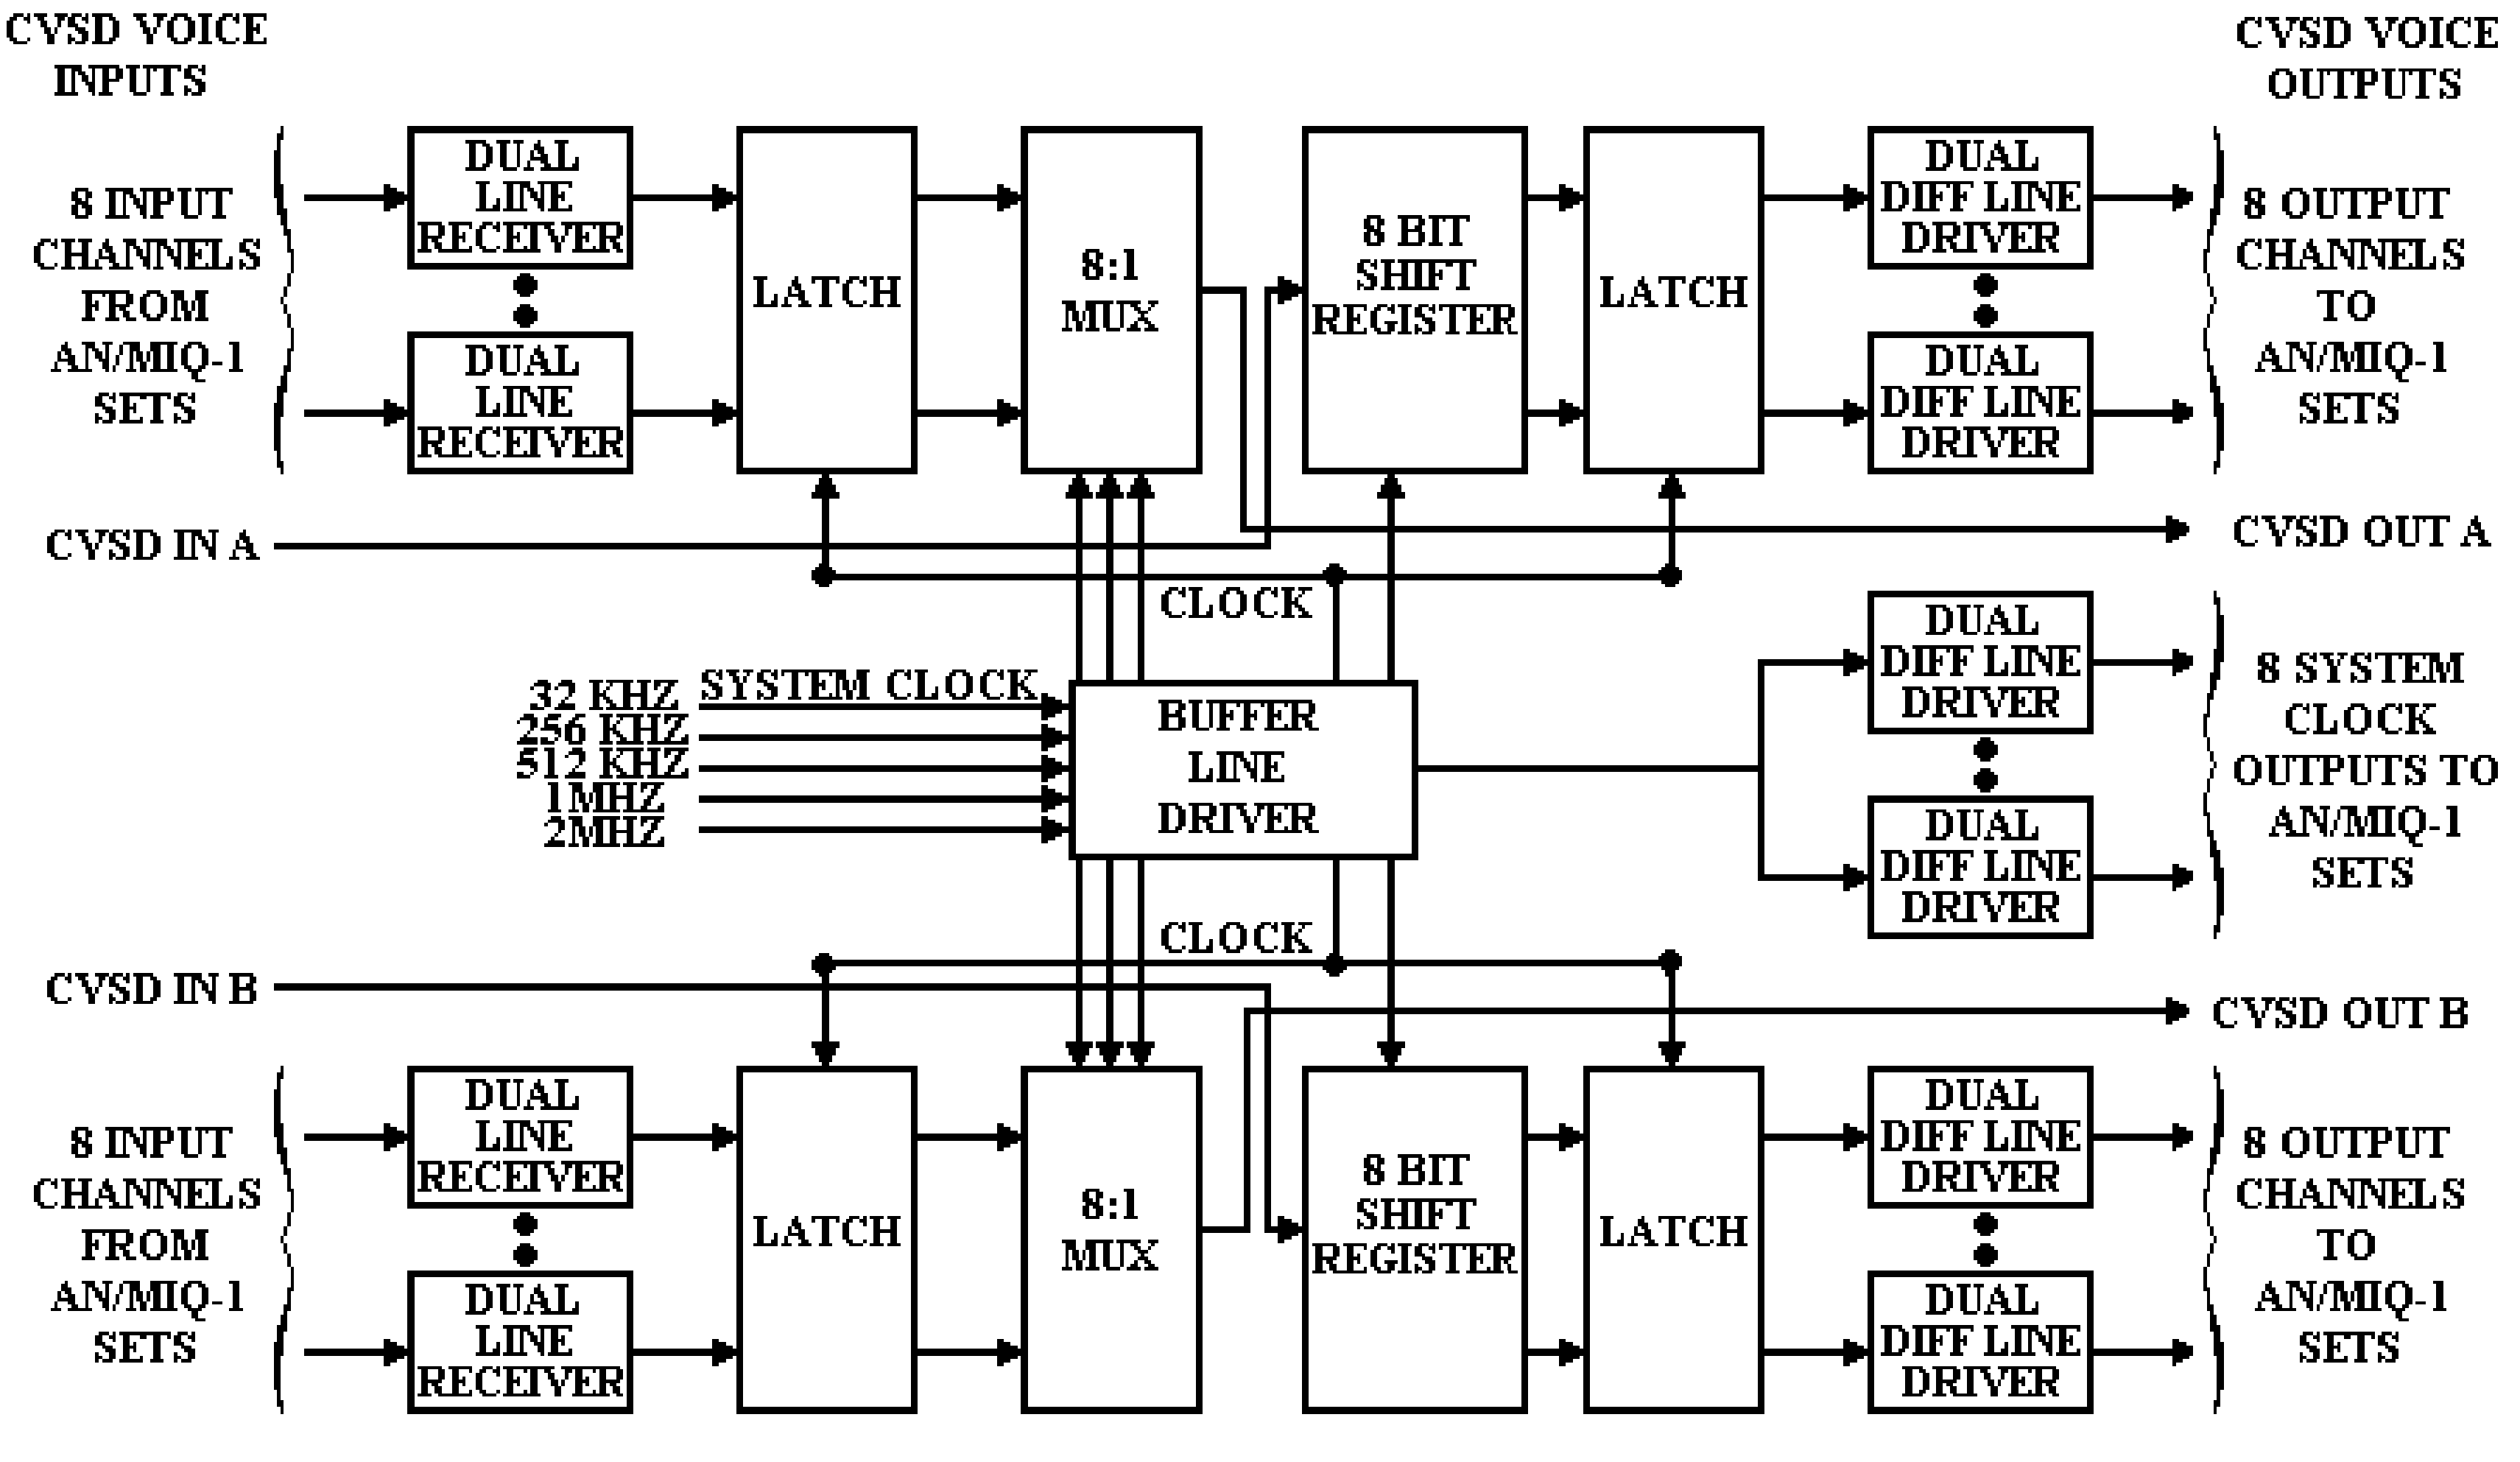 CVSD VOICE
INPUTS
CVSD VOICE
OUTPUTS
8 INPUT
CHANNELS
FROM
AN/MIQ-1
SETS
DUAL
LINE
RECEIVER
DUAL
LINE
RECEIVER
LATCH
8:1
MUX
8 BIT
SHIFT
REGISTER
LATCH
DUAL
DIFF LINE
DRIVER
DUAL
DIFF LINE
DRIVER
8 OUTPUT
CHANNELS
TO
AN/MIQ-1
SETS
CVSD IN A
CVSD OUT A
CLOCK
SYSTEM CLOCK
32 KHZ
256 KHZ
512 KHZ
1MHZ
2MHZ
BUFFER
LINE
DRIVER
DUAL
DIFF LINE
DRIVER
DUAL
DIFF LINE
DRIVER
8 SYSTEM
CLOCK
OUTPUTS TO
AN/MIQ-1
SETS
CLOCK
CVSD IN B
CVSD OUT B
8 INPUT
CHANNELS
FROM
AN/MIQ-1
SETS
DUAL
LINE
RECEIVER
DUAL
LINE
RECEIVER
LATCH
8:1
MUX
8 BIT
SHIFT
REGISTER
LATCH
DUAL
DIFF LINE
DRIVER
DUAL
DIFF LINE
DRIVER
8 OUTPUT
CHANNELS
TO
AN/MIQ-1
SETS